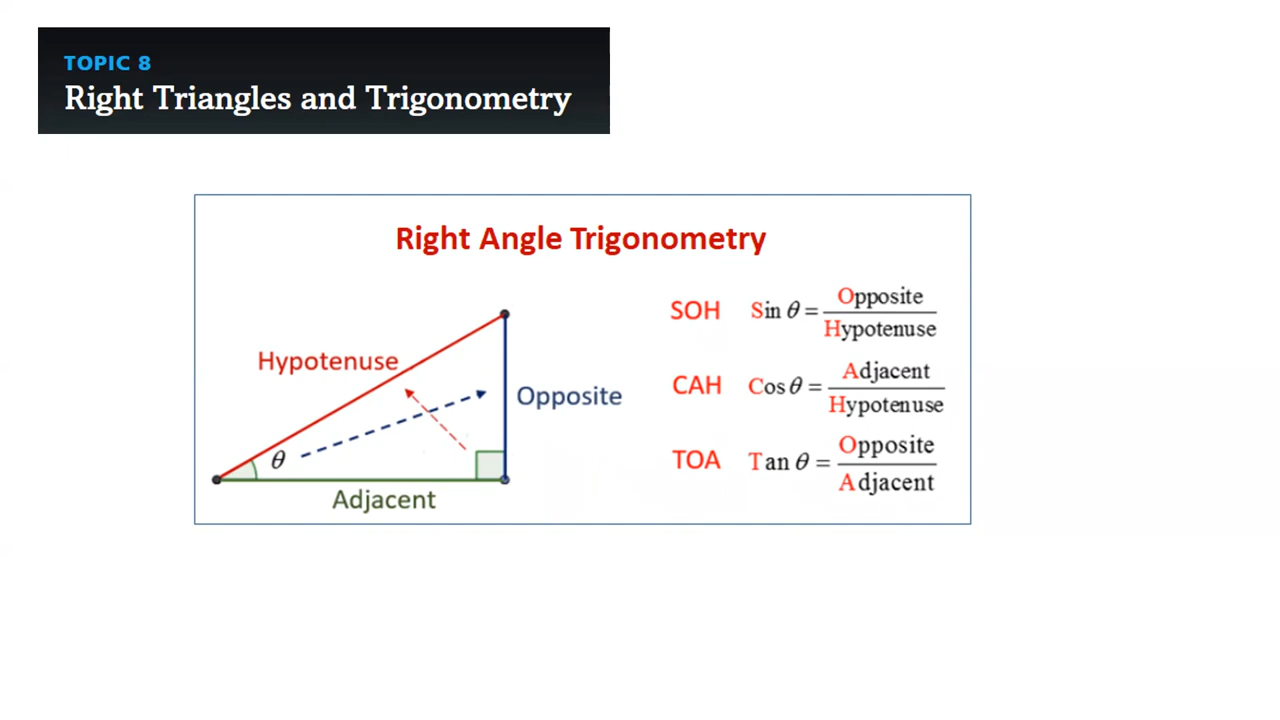 TOPIC 8
Right Triangles and Trigonometry
Right Angle Trigonometry
Hypotenuse
Opposite
θ
Adjacent
SOH Sin θ = Opposite / Hypotenuse
CAH Cos θ = Adjacent / Hypotenuse
TOA Tan θ = Opposite / Adjacent